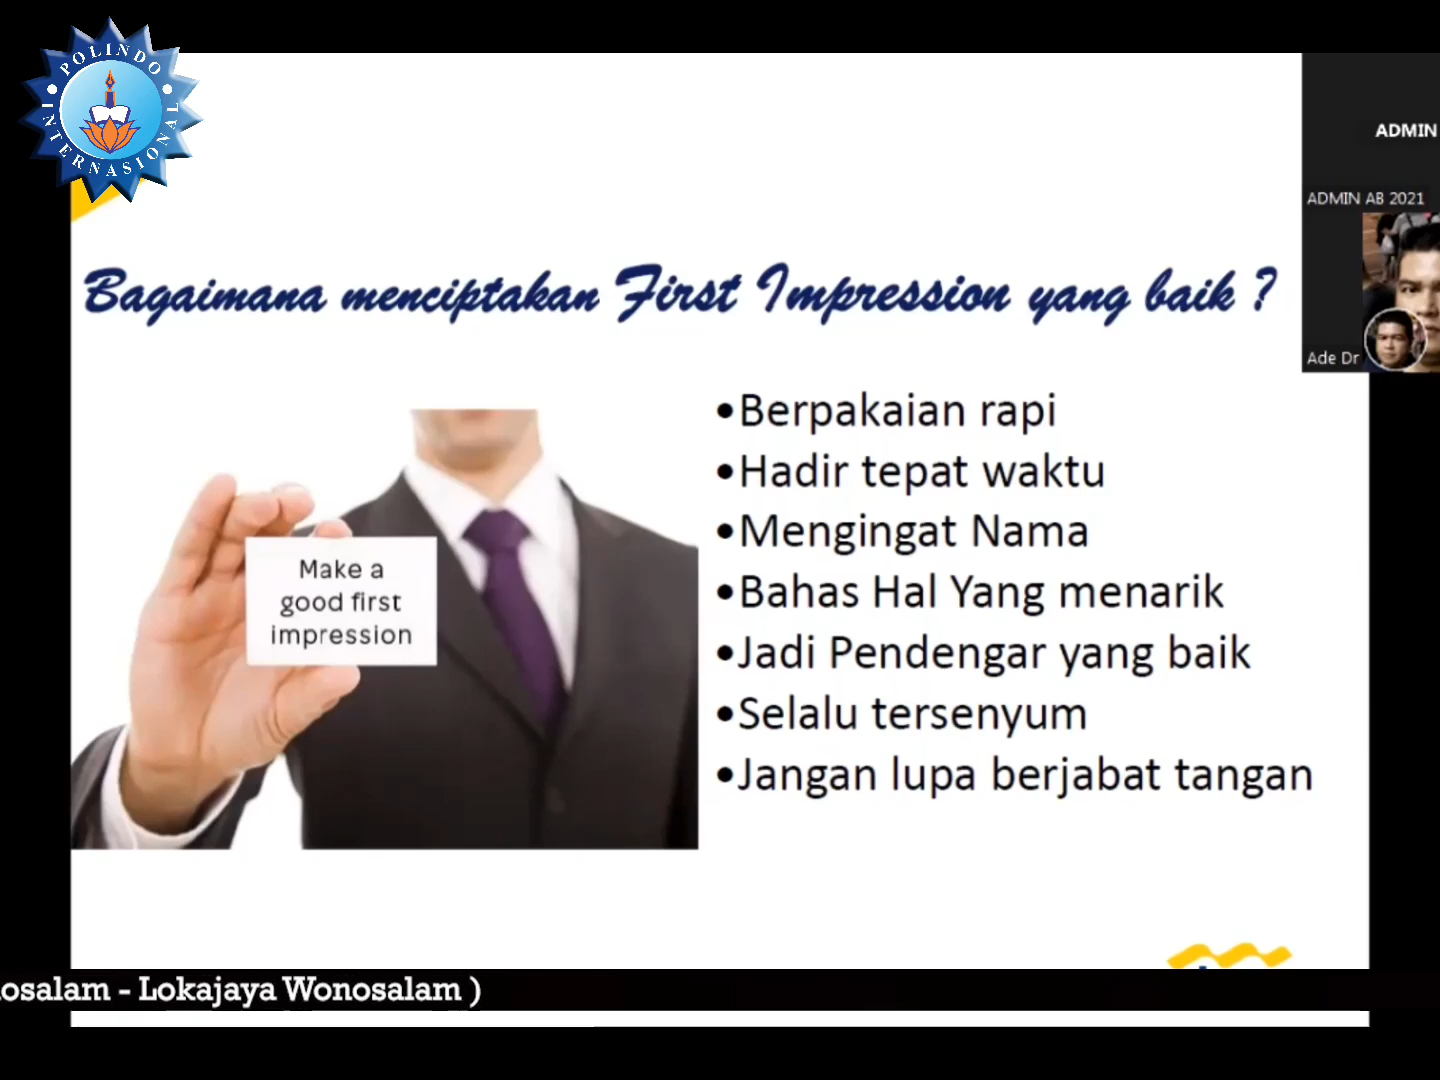 POLINDO
INTERNASIONAL
ADMIN
ADMIN AB 2021
Ade Dr
Bagaimana menciptakan First Impression yang baik ?
Make a
good first
impression
•Berpakaian rapi
•Hadir tepat waktu
•Mengingat Nama
•Bahas Hal Yang menarik
•Jadi Pendengar yang baik
•Selalu tersenyum
•Jangan lupa berjabat tangan
- Lokajaya Wonosalam )